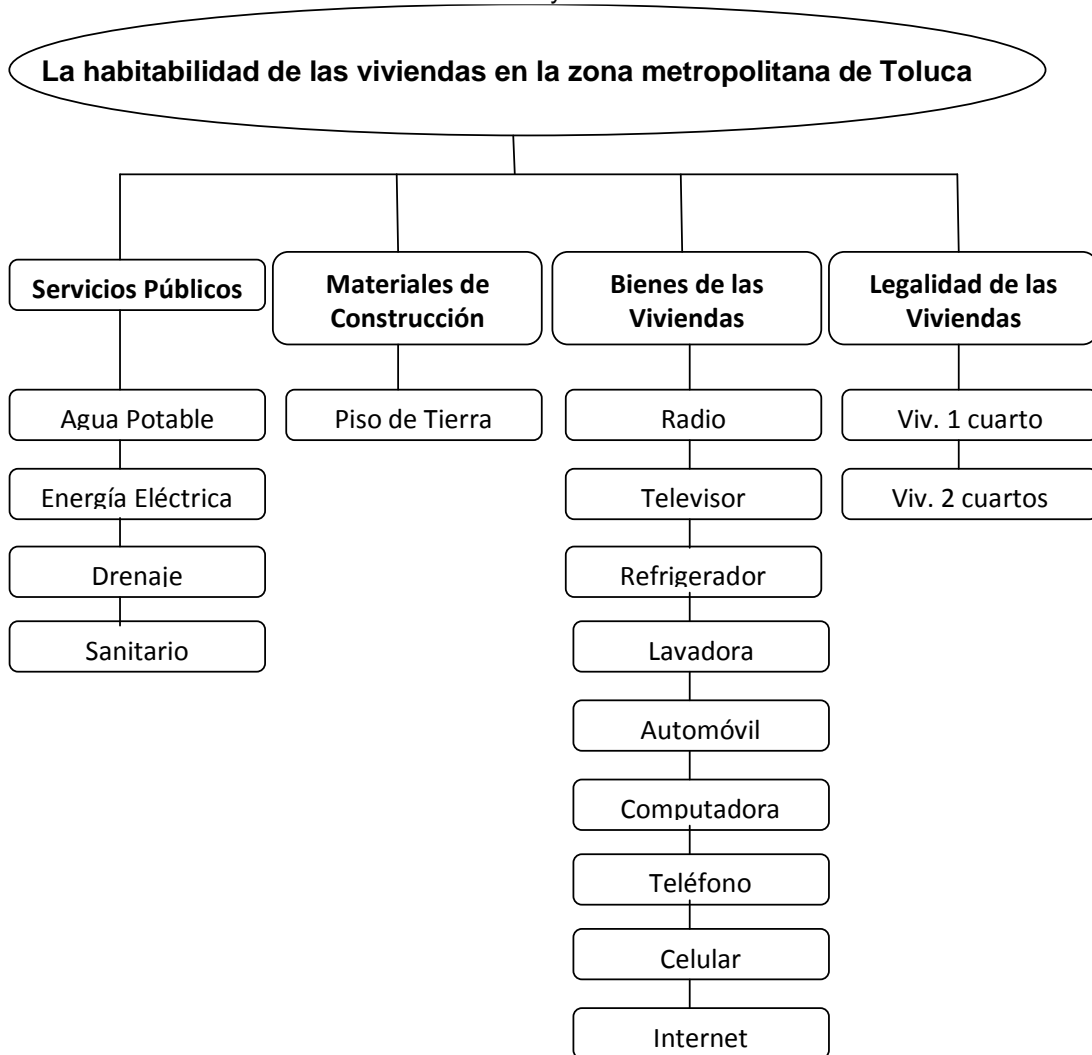 La habitabilidad de las viviendas en la zona metropolitana de Toluca
Servicios Públicos
Agua Potable
Energía Eléctrica
Drenaje
Sanitario
Materiales de
Construcción
Piso de Tierra
Bienes de las
Viviendas
Radio
Televisor
Refrigerador
Lavadora
Automóvil
Computadora
Teléfono
Celular
Internet
Legalidad de las
Viviendas
Viv. 1 cuarto
Viv. 2 cuartos